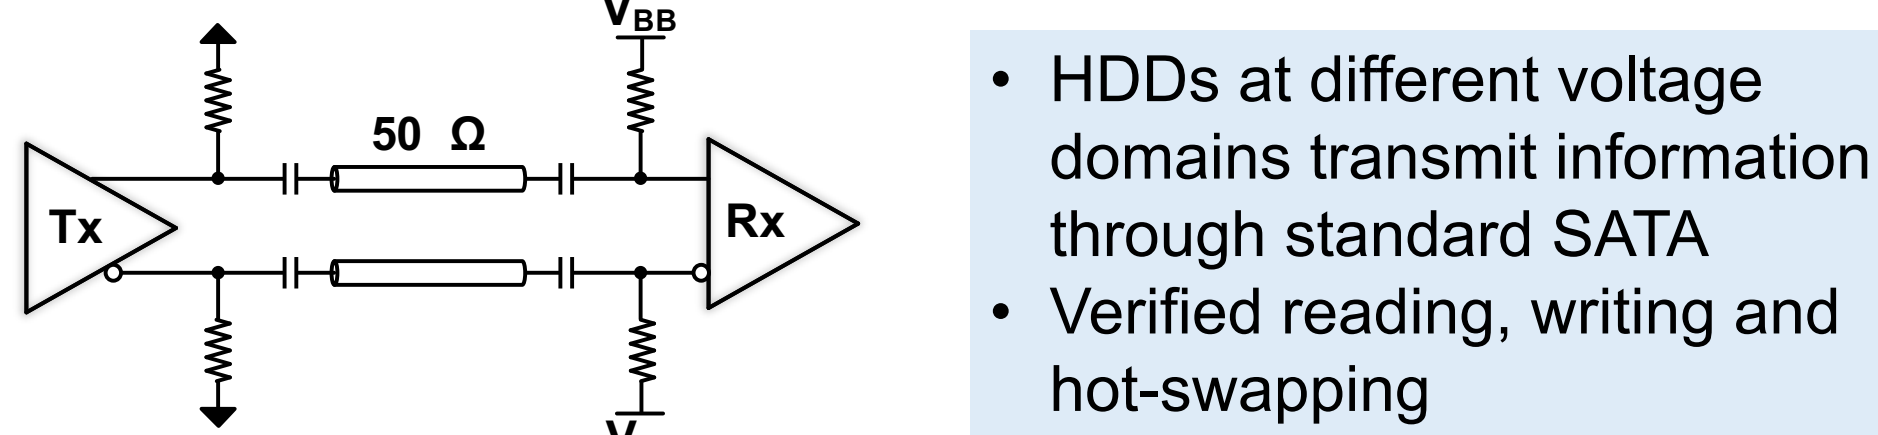 V_BB
50 Ω
Tx
Rx
V
• HDDs at different voltage
domains transmit information
through standard SATA
• Verified reading, writing and
hot-swapping